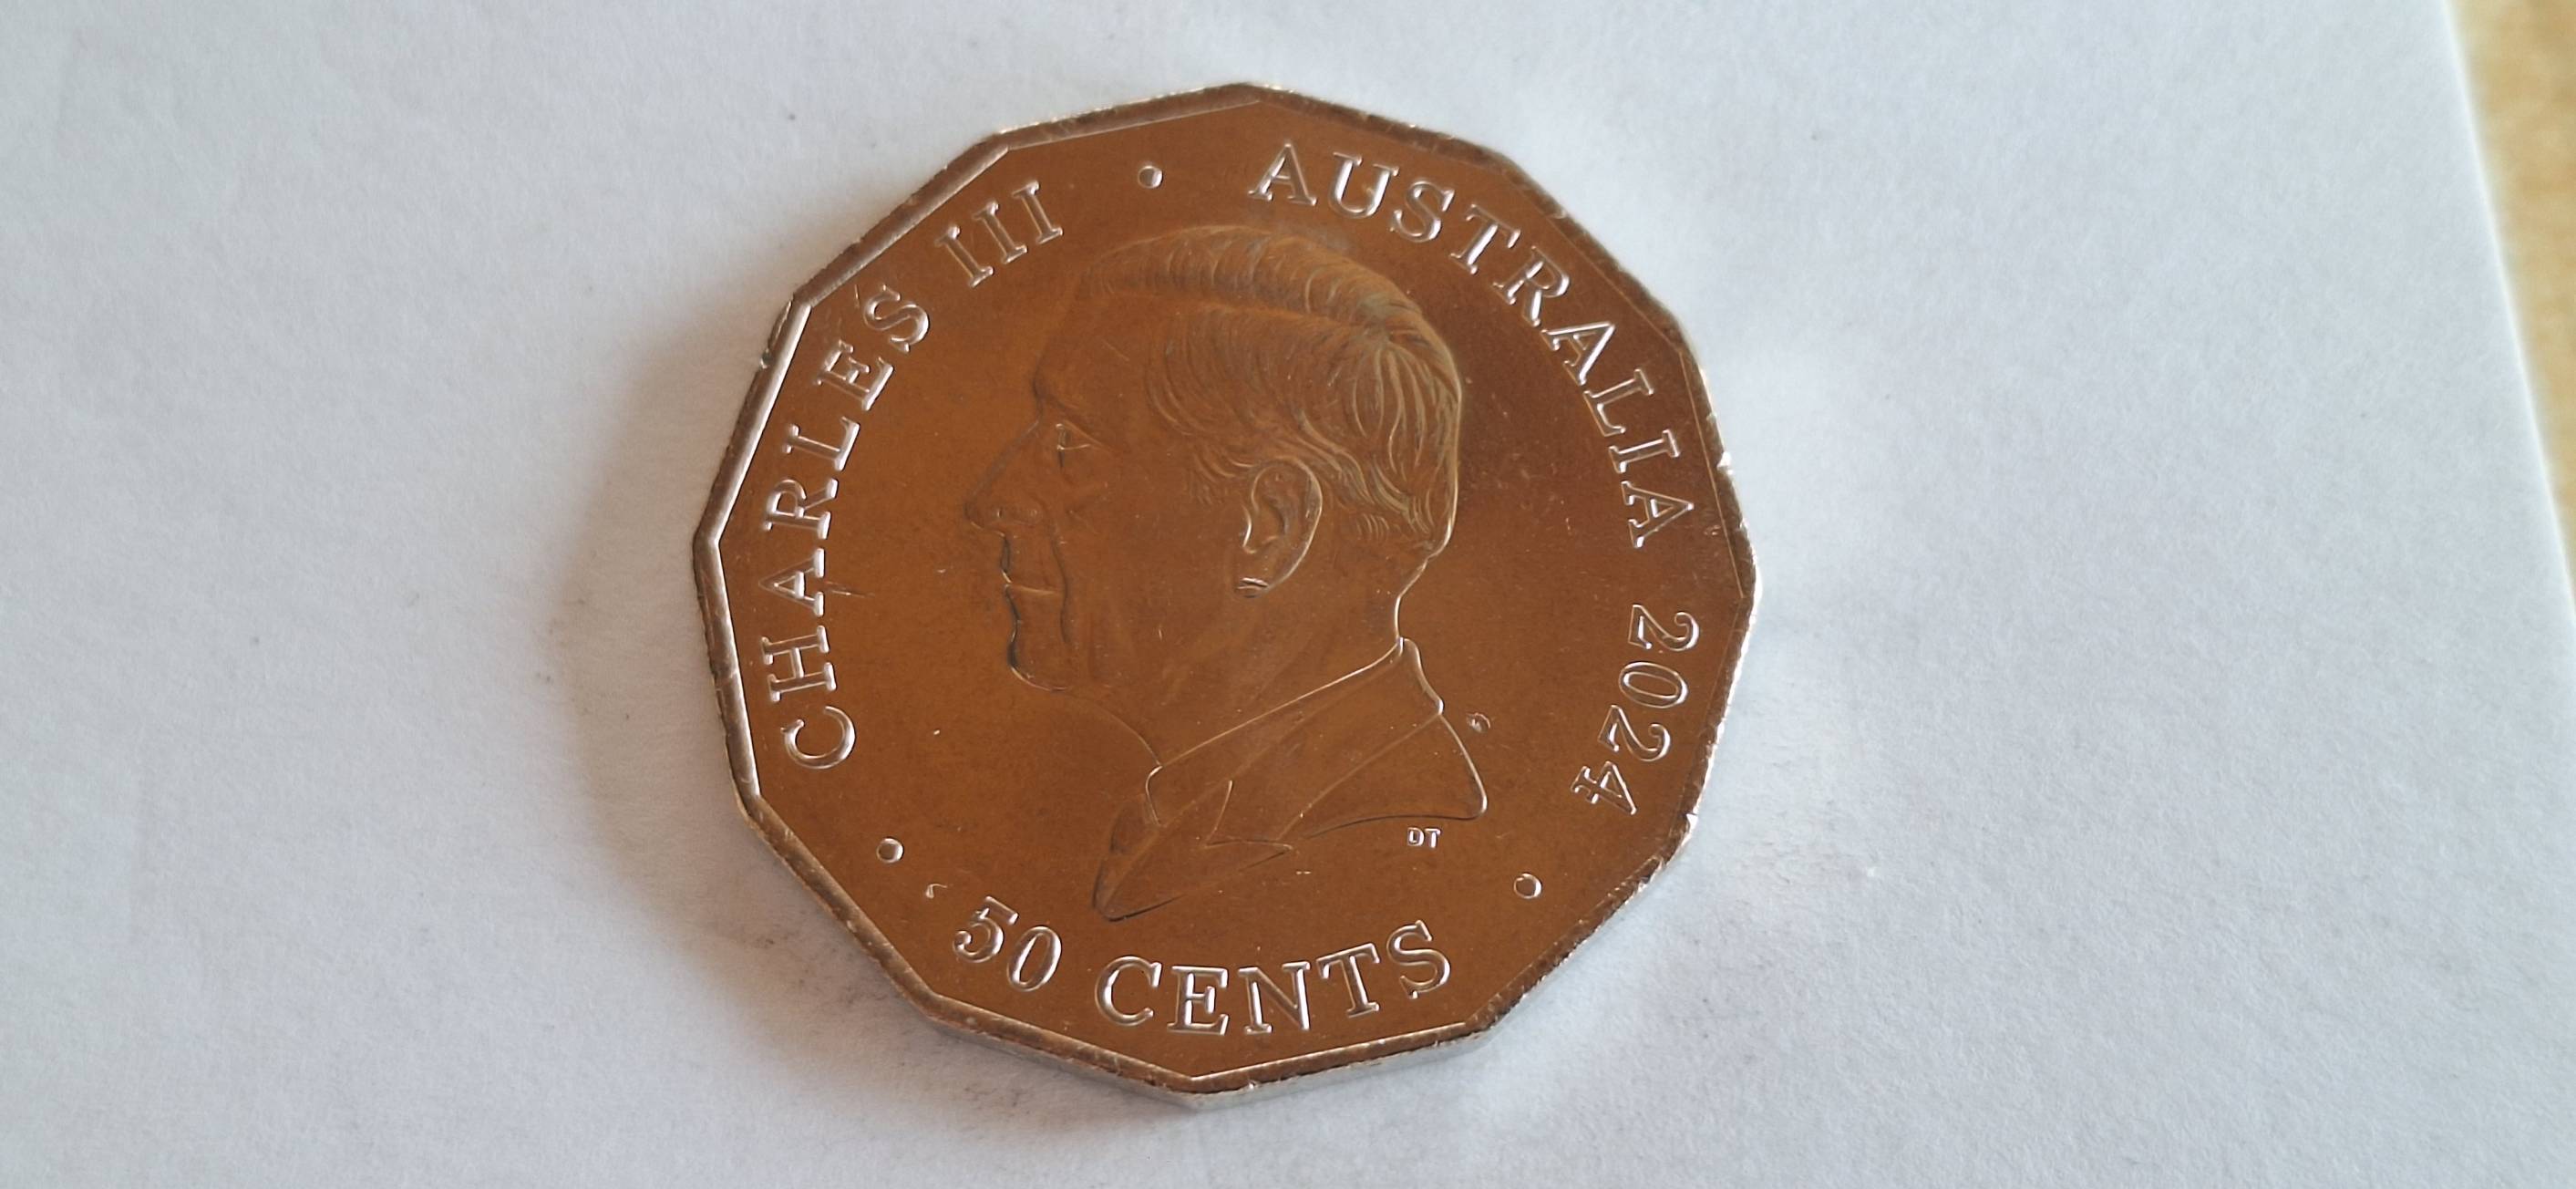 CHARLES III • AUSTRALIA 2024
• 50 CENTS •
DT